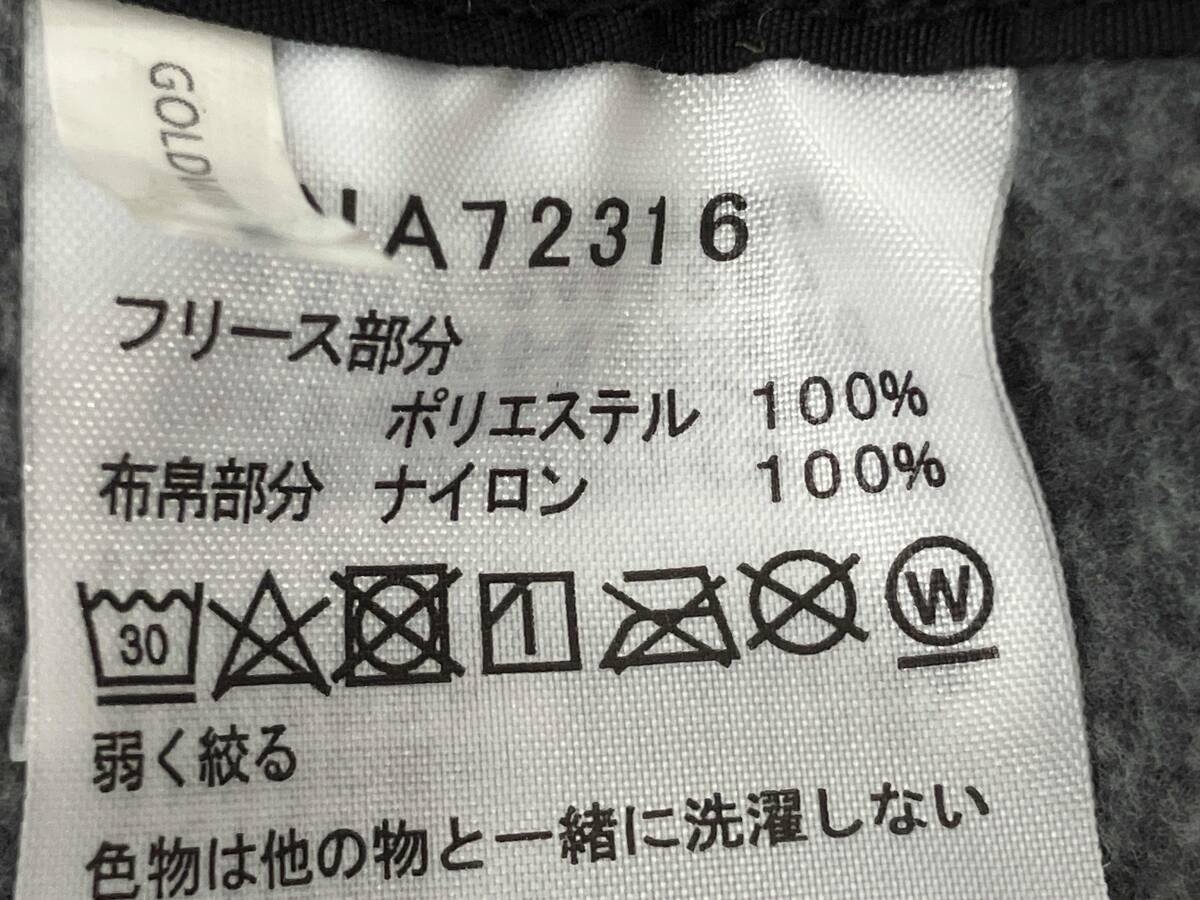 GOLDW
NA72316
フリース部分
ポリエステル 100%
布帛部分 ナイロン 100%
30
W
弱く絞る
色物は他の物と一緒に洗濯しない